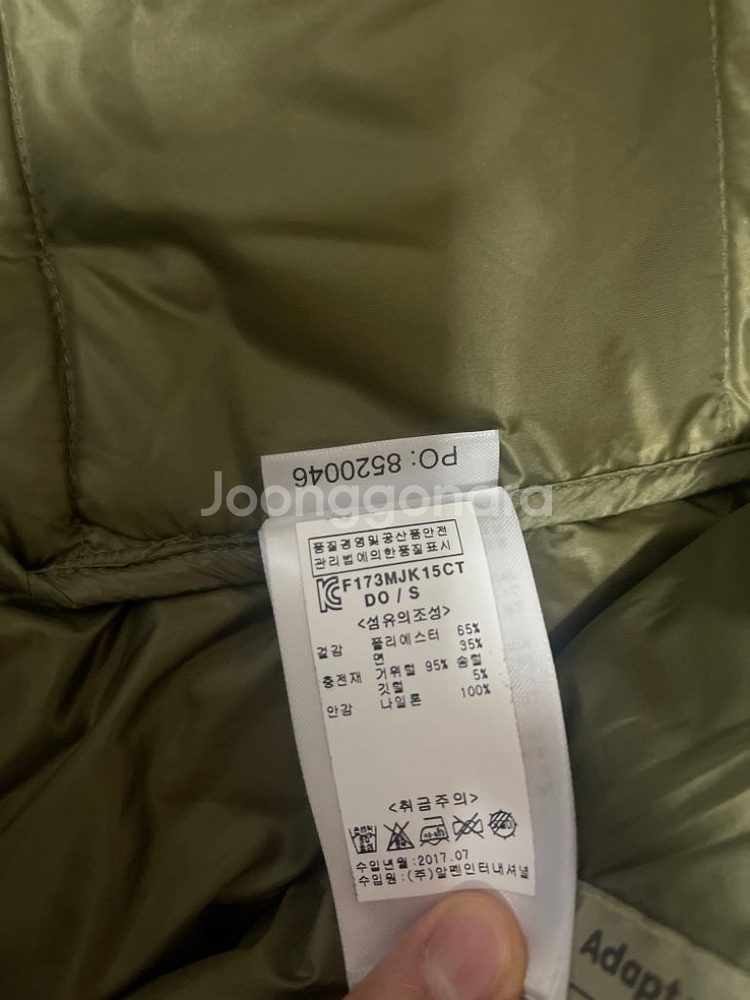 PO: 8520046
Joonggonara
품질경영및공산품안전
관리법에의한품질표시
F173MJK15CT
DO / S
<섬유의조성>
겉감 폴리에스터 65%
면 35%
충전재 거위털 95% 솜털
깃털 5%
안감 나일론 100%
<취금주의>
수입년월:2017.07
수입원:(주)알펜인터내셔널
Adapt